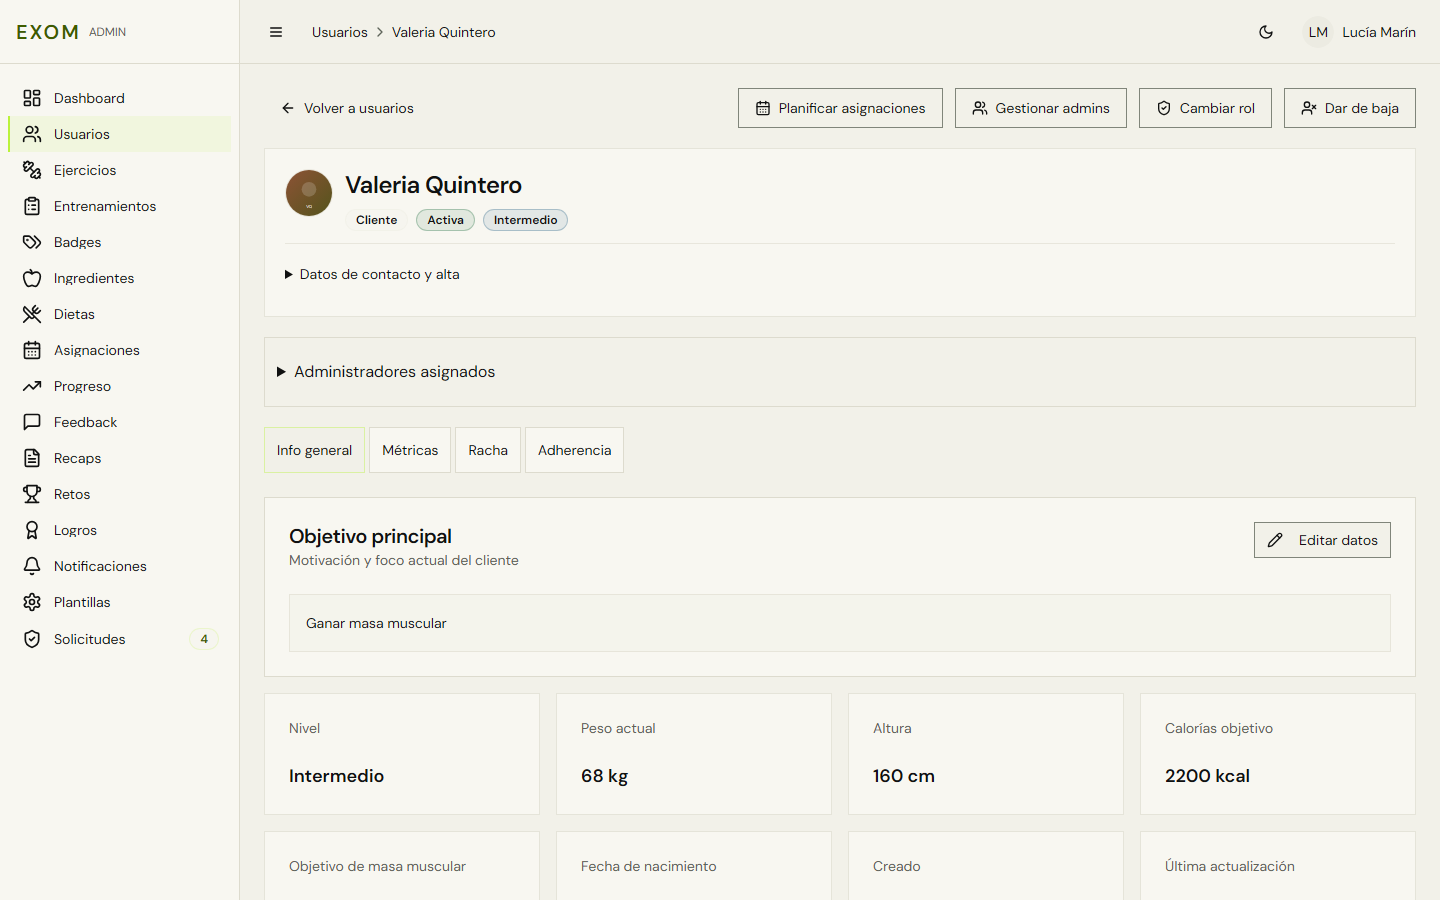 EXOM ADMIN
Usuarios > Valeria Quintero
LM Lucía Marín
Dashboard
Usuarios
Ejercicios
Entrenamientos
Badges
Ingredientes
Dietas
Asignaciones
Progreso
Feedback
Recaps
Retos
Logros
Notificaciones
Plantillas
Solicitudes 4
Volver a usuarios
Planificar asignaciones
Gestionar admins
Cambiar rol
Dar de baja
Valeria Quintero
Cliente Activa Intermedio
Datos de contacto y alta
Administradores asignados
Info general Métricas Racha Adherencia
Objetivo principal
Motivación y foco actual del cliente
Editar datos
Ganar masa muscular
Nivel
Intermedio
Peso actual
68 kg
Altura
160 cm
Calorías objetivo
2200 kcal
Objetivo de masa muscular
Fecha de nacimiento
Creado
Última actualización